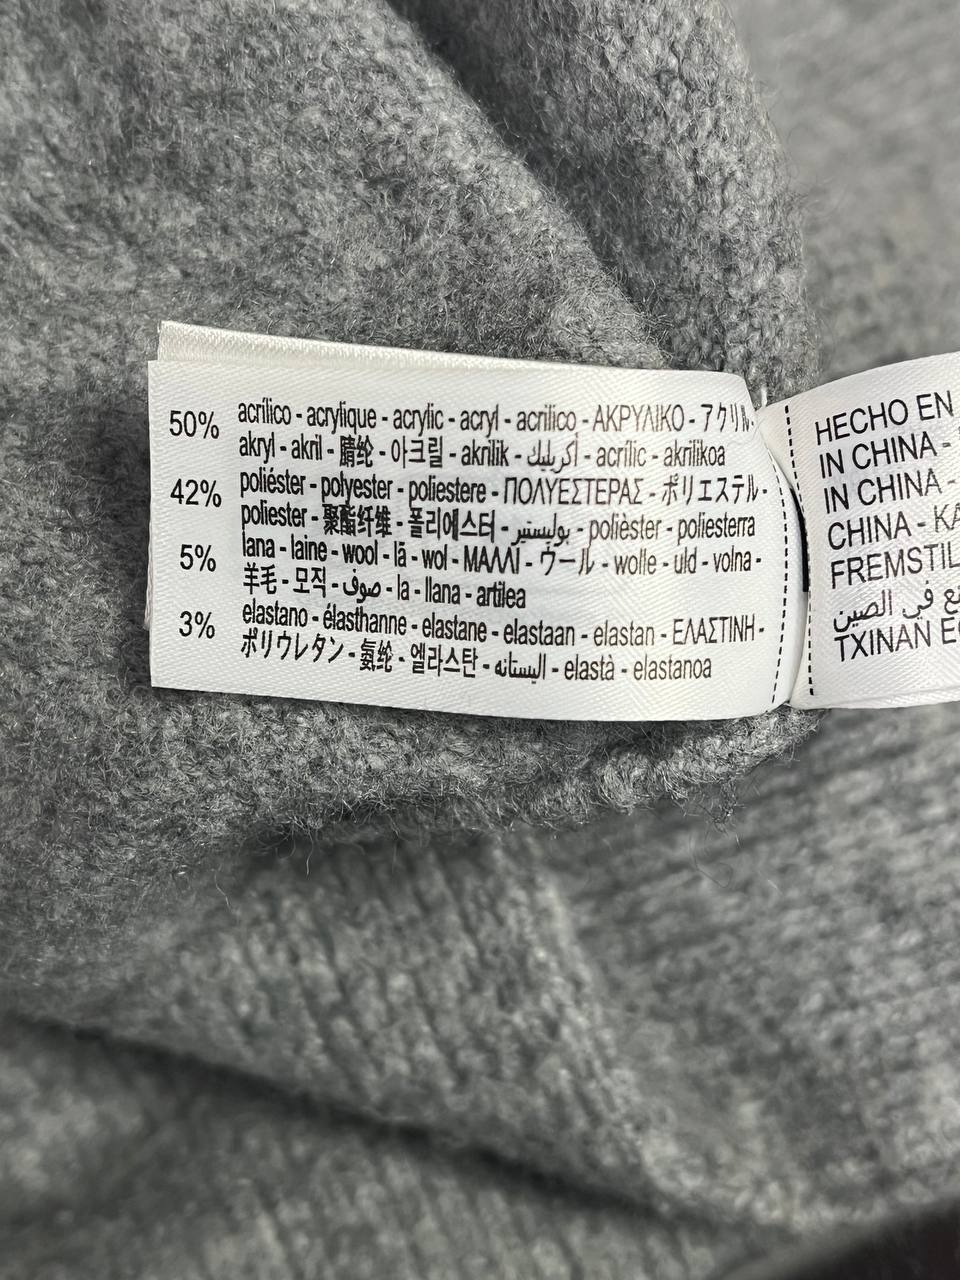 50% acrílico - acrylique - acrylic - acryl - acrilico - ΑΚΡΥΛΙΚΟ - アクリル-
akryl - akril - 腈纶 - 아크릴 - akrilik - أكريليك - acrílic - akrilikoa
42% poliéster - polyester - poliestere - ΠΟΛΥΕΣΤΕΡΑΣ - ポリエステル-
poliester - 聚酯纤维 - 폴리에스터 - بوليستير - polièster - poliesterra
5% lana - laine - wool - lã - wol - ΜΑΛΛΙ - ウール - wolle - uld - volna -
羊毛 - 모직 - صوف - la - llana - artilea
3% elastano - élasthanne - elastane - elastaan - elastan - ΕΛΑΣΤΙΝΗ -
ポリウレタン - 氨纶 - 엘라스탄 - اليستانه - elastà - elastanoa
HECHO EN
IN CHINA -
IN CHINA -
CHINA - KA
FREMSTIL
في الصين
TXINAN E